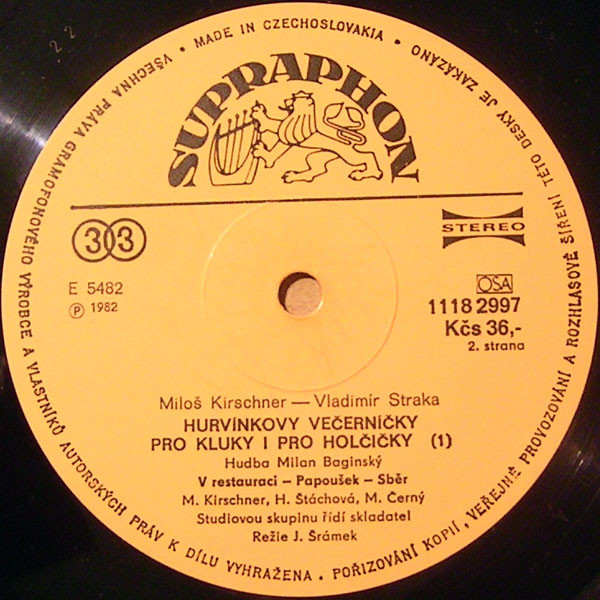 MADE IN CZECHOSLOVAKIA •
VŠECHNA PRÁVA GRAMOFONOVÉHO VÝROBCE A VLASTNÍKŮ AUTORSKÝCH PRÁV K DÍLU VYHRAŽENA • POŘIZOVÁNÍ KOPIÍ, VEŘEJNÉ PROVOZOVÁNÍ A ROZHLASOVÉ ŠÍŘENÍ TÉTO DESKY JE ZAKÁZÁNO •
SUPRAPHON
33
STEREO
E 5482
OSA
Ⓟ 1982
1118 2997
Kčs 36,-
2. strana
Miloš Kirschner — Vladimír Straka
HURVÍNKOVY VEČERNÍČKY
PRO KLUKY I PRO HOLČIČKY (1)
Hudba Milan Baginský
V restauraci – Papoušek – Sběr
M. Kirschner, H. Štáchová, M. Černý
Studiovou skupinu řídí skladatel
Režie J. Šrámek